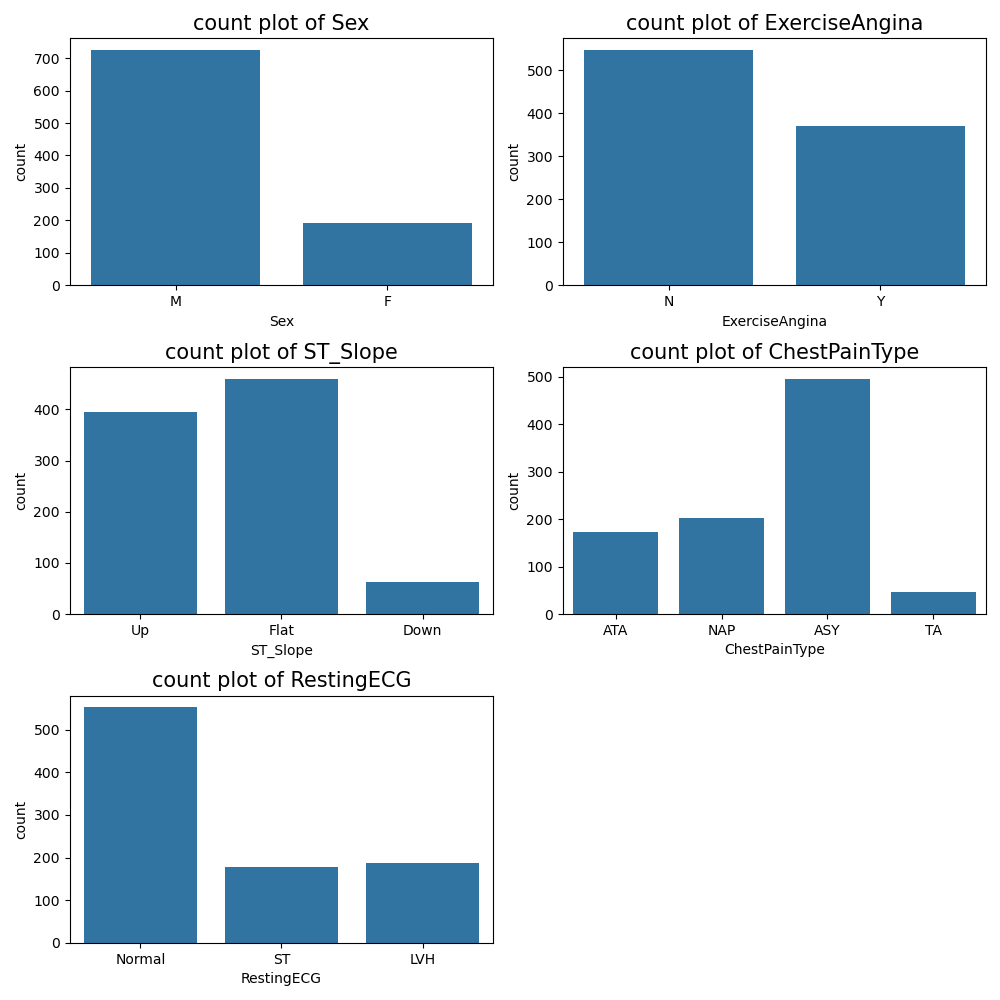 count plot of Sex
700
600
500
400
300
200
100
0
count
M F
Sex
count plot of ExerciseAngina
500
400
300
200
100
0
count
N Y
ExerciseAngina
count plot of ST_Slope
400
300
200
100
0
count
Up Flat Down
ST_Slope
count plot of ChestPainType
500
400
300
200
100
0
count
ATA NAP ASY TA
ChestPainType
count plot of RestingECG
500
400
300
200
100
0
count
Normal ST LVH
RestingECG